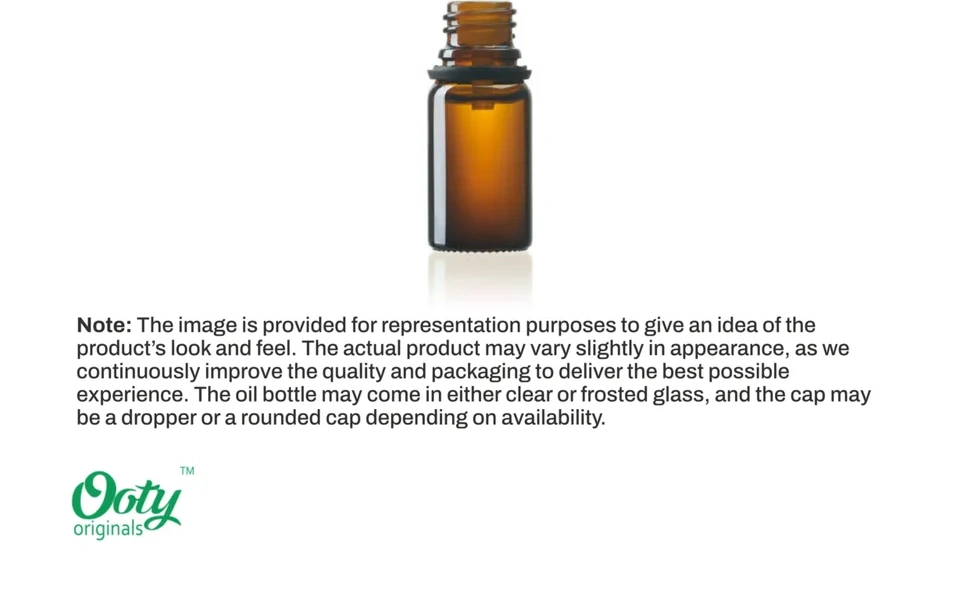 Note: The image is provided for representation purposes to give an idea of the
product’s look and feel. The actual product may vary slightly in appearance, as we
continuously improve the quality and packaging to deliver the best possible
experience. The oil bottle may come in either clear or frosted glass, and the cap may
be a dropper or a rounded cap depending on availability.
Ooty TM
originals